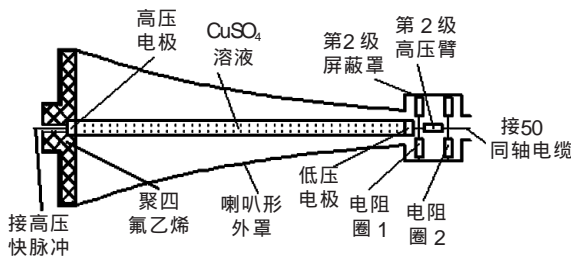 高压
电极
CuSO₄
溶液
第2级
屏蔽罩
第2级
高压臂
接50
同轴电缆
接高压
快脉冲
聚四
氟乙烯
喇叭形
外罩
低压
电极
电阻
圈1
电阻
圈2